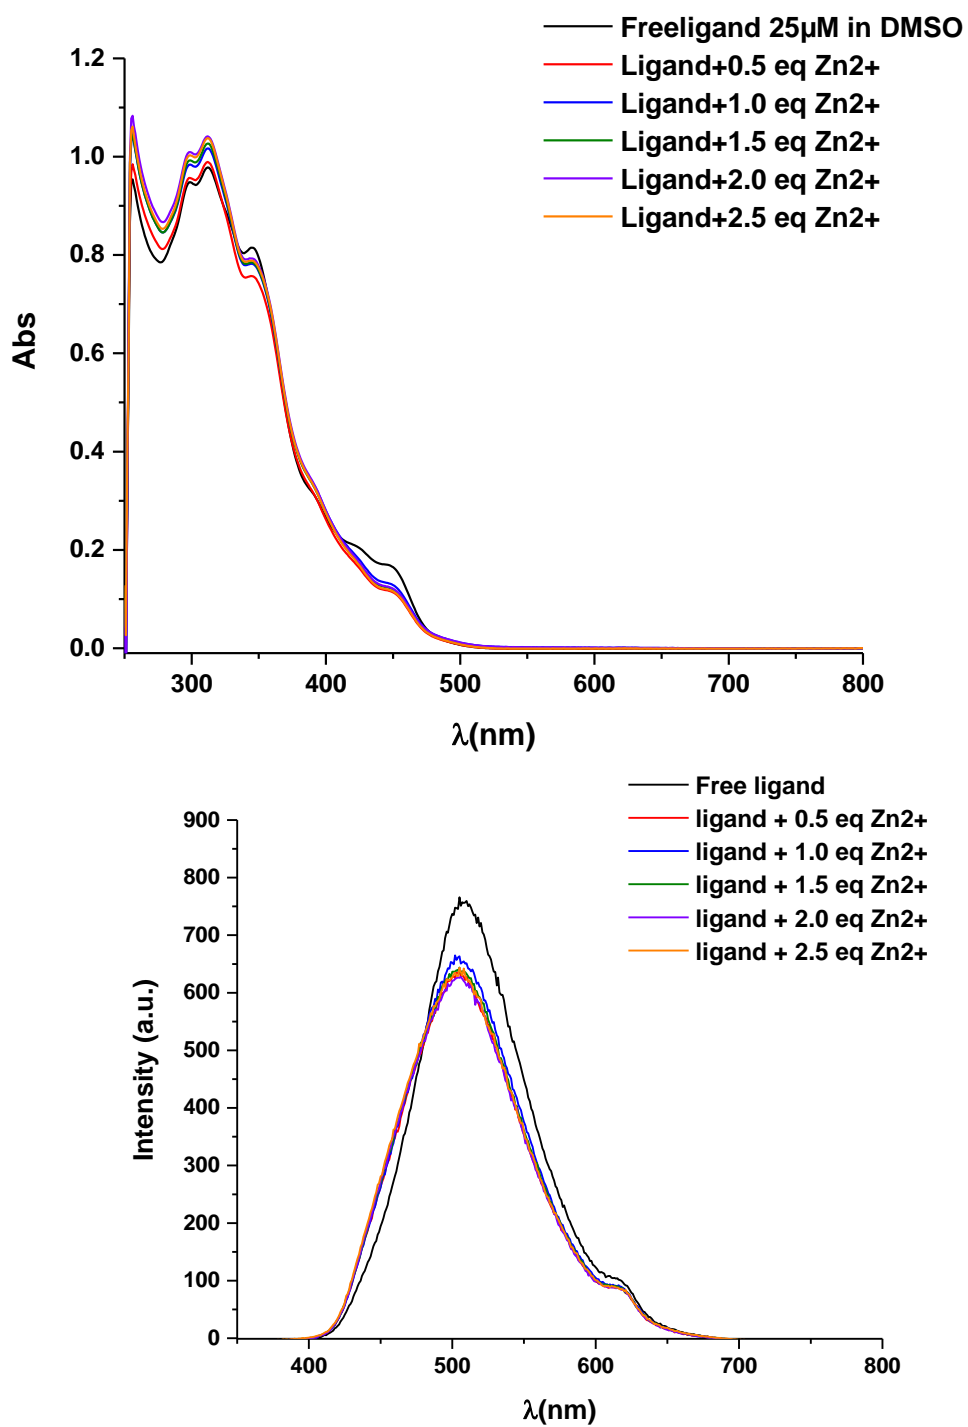 Freeligand 25µM in DMSO
Ligand+0.5 eq Zn2+
Ligand+1.0 eq Zn2+
Ligand+1.5 eq Zn2+
Ligand+2.0 eq Zn2+
Ligand+2.5 eq Zn2+
1.2
1.0
0.8
0.6
0.4
0.2
0.0
Abs
300 400 500 600 700 800
λ(nm)
Free ligand
ligand + 0.5 eq Zn2+
ligand + 1.0 eq Zn2+
ligand + 1.5 eq Zn2+
ligand + 2.0 eq Zn2+
ligand + 2.5 eq Zn2+
900
800
700
600
500
400
300
200
100
0
Intensity (a.u.)
400 500 600 700 800
λ(nm)